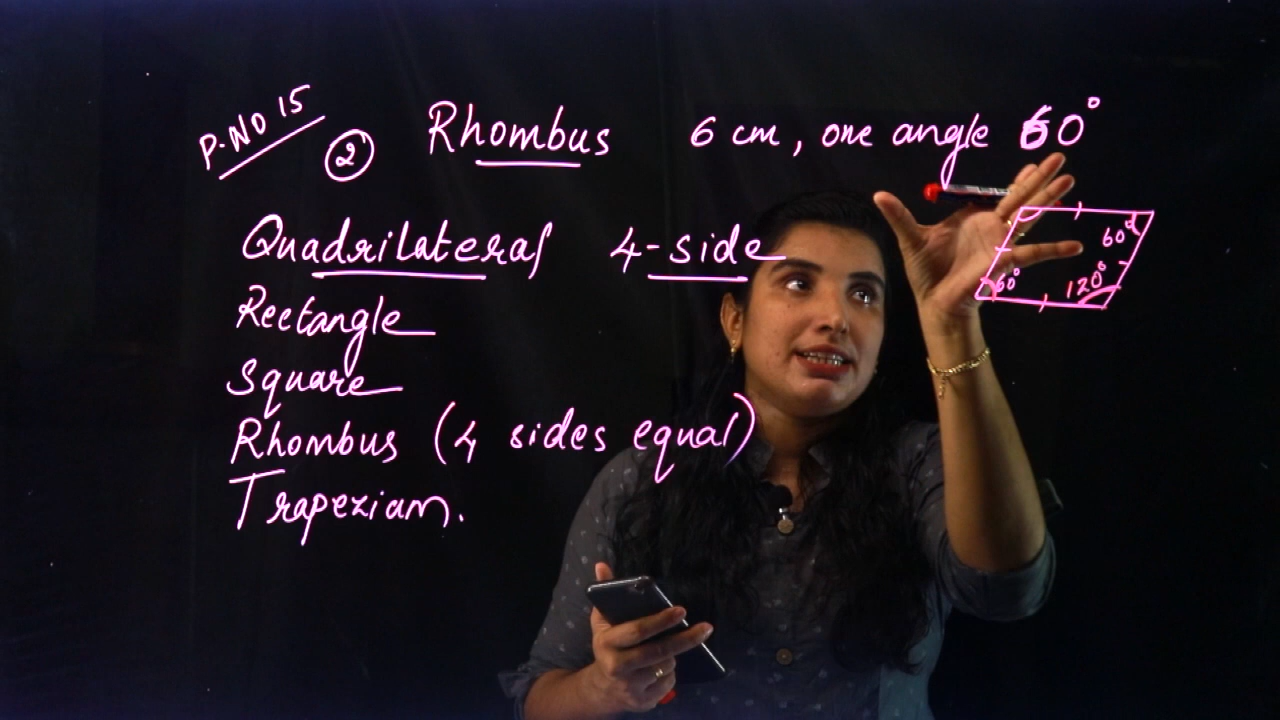 P.NO 15
② Rhombus 6 cm, one angle 60°
Quadrilateral 4-side
Rectangle
Square
Rhombus (4 sides equal)
Trapeziam.
60°
60° 120°